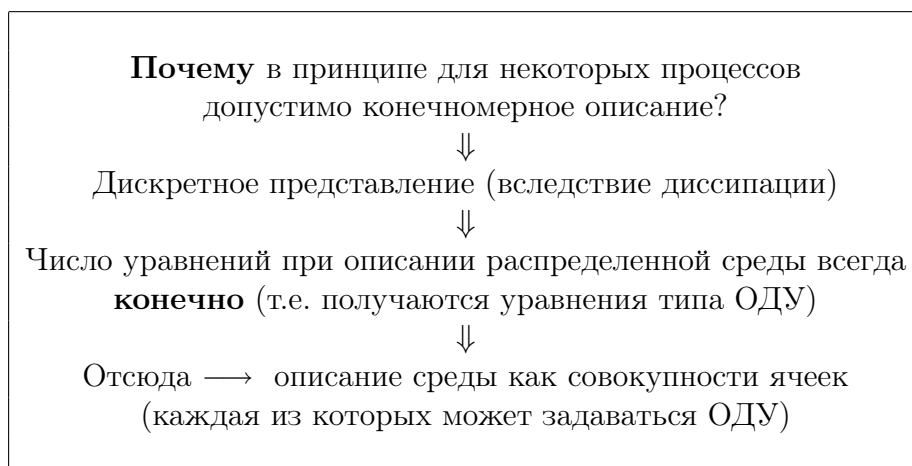 Почему в принципе для некоторых процессов
допустимо конечномерное описание?
⇓
Дискретное представление (вследствие диссипации)
⇓
Число уравнений при описании распределенной среды всегда
конечно (т.е. получаются уравнения типа ОДУ)
⇓
Отсюда ⟶ описание среды как совокупности ячеек
(каждая из которых может задаваться ОДУ)